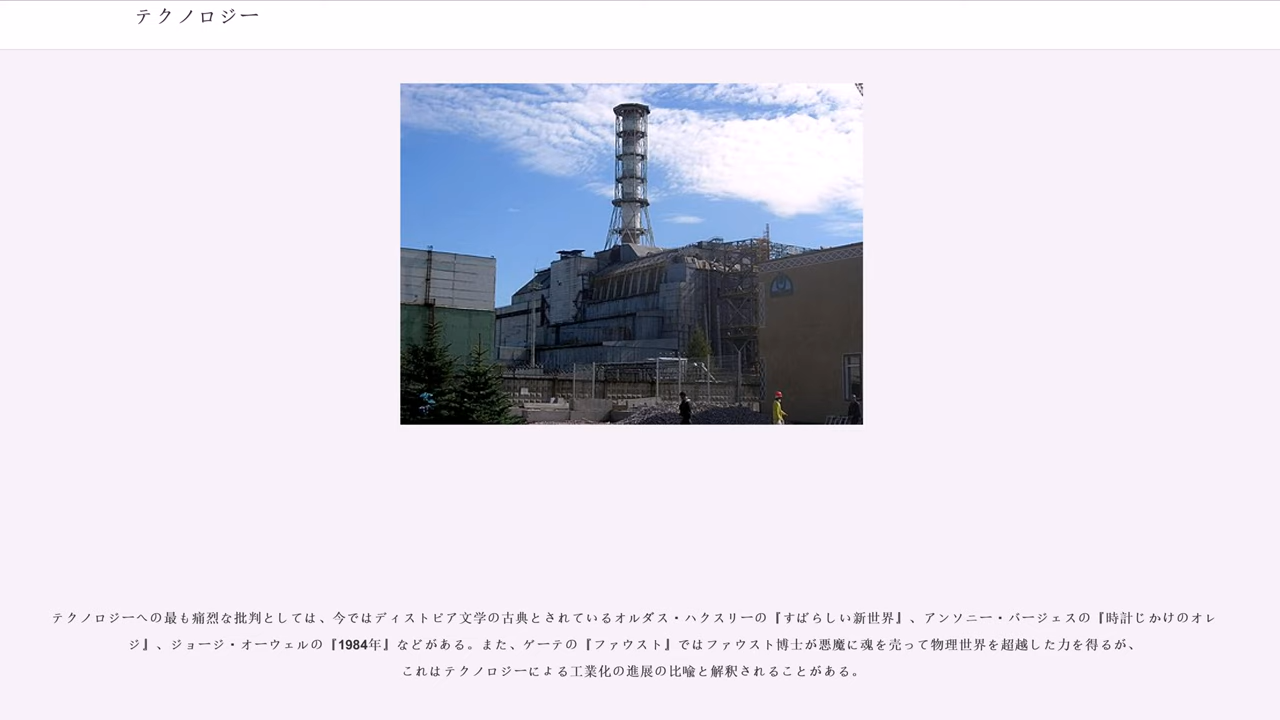 テクノロジー
テクノロジーへの最も痛烈な批判としては、今ではディストピア文学の古典とされているオルダス・ハクスリーの『すばらしい新世界』、アンソニー・バージェスの『時計じかけのオレ
ジ』、ジョージ・オーウェルの『1984年』などがある。また、ゲーテの『ファウスト』ではファウスト博士が悪魔に魂を売って物理世界を超越した力を得るが、
これはテクノロジーによる工業化の進展の比喩と解釈されることがある。